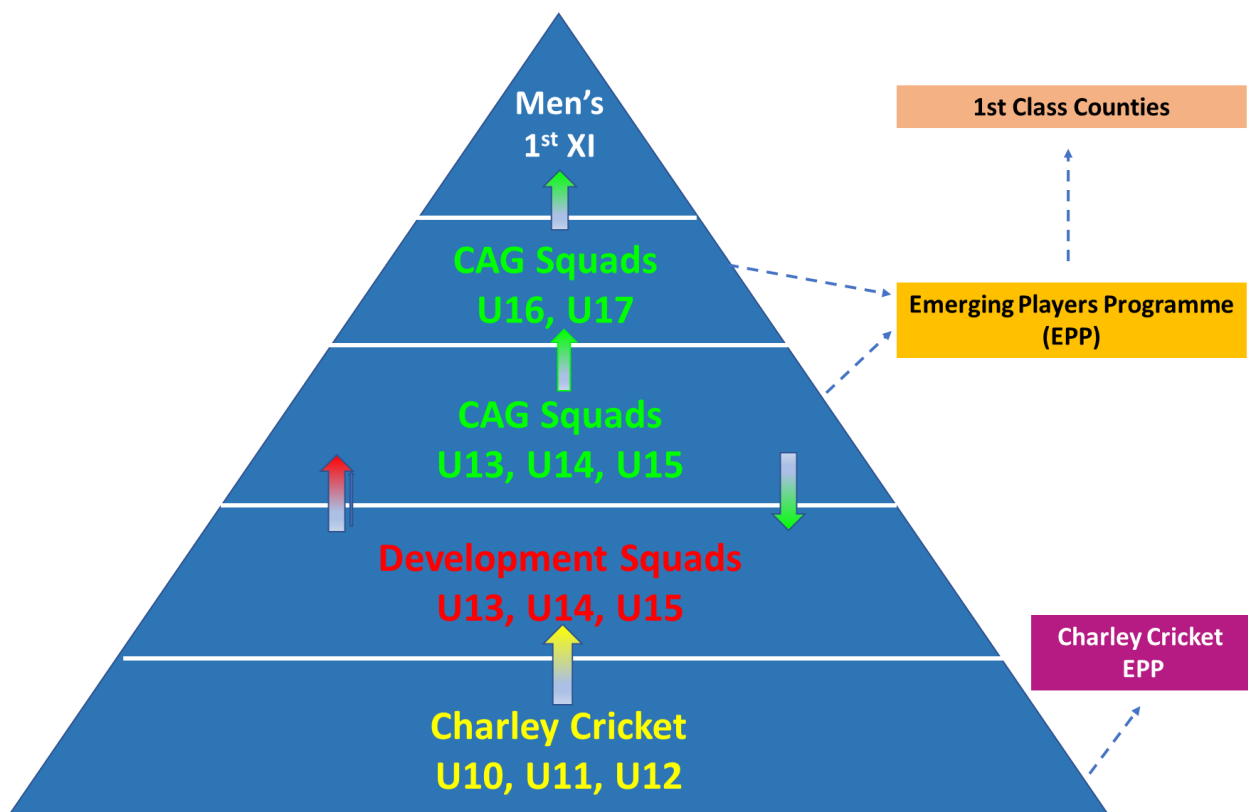 Men's
1st XI
1st Class Counties
CAG Squads
U16, U17
Emerging Players Programme
(EPP)
CAG Squads
U13, U14, U15
Development Squads
U13, U14, U15
Charley Cricket
EPP
Charley Cricket
U10, U11, U12